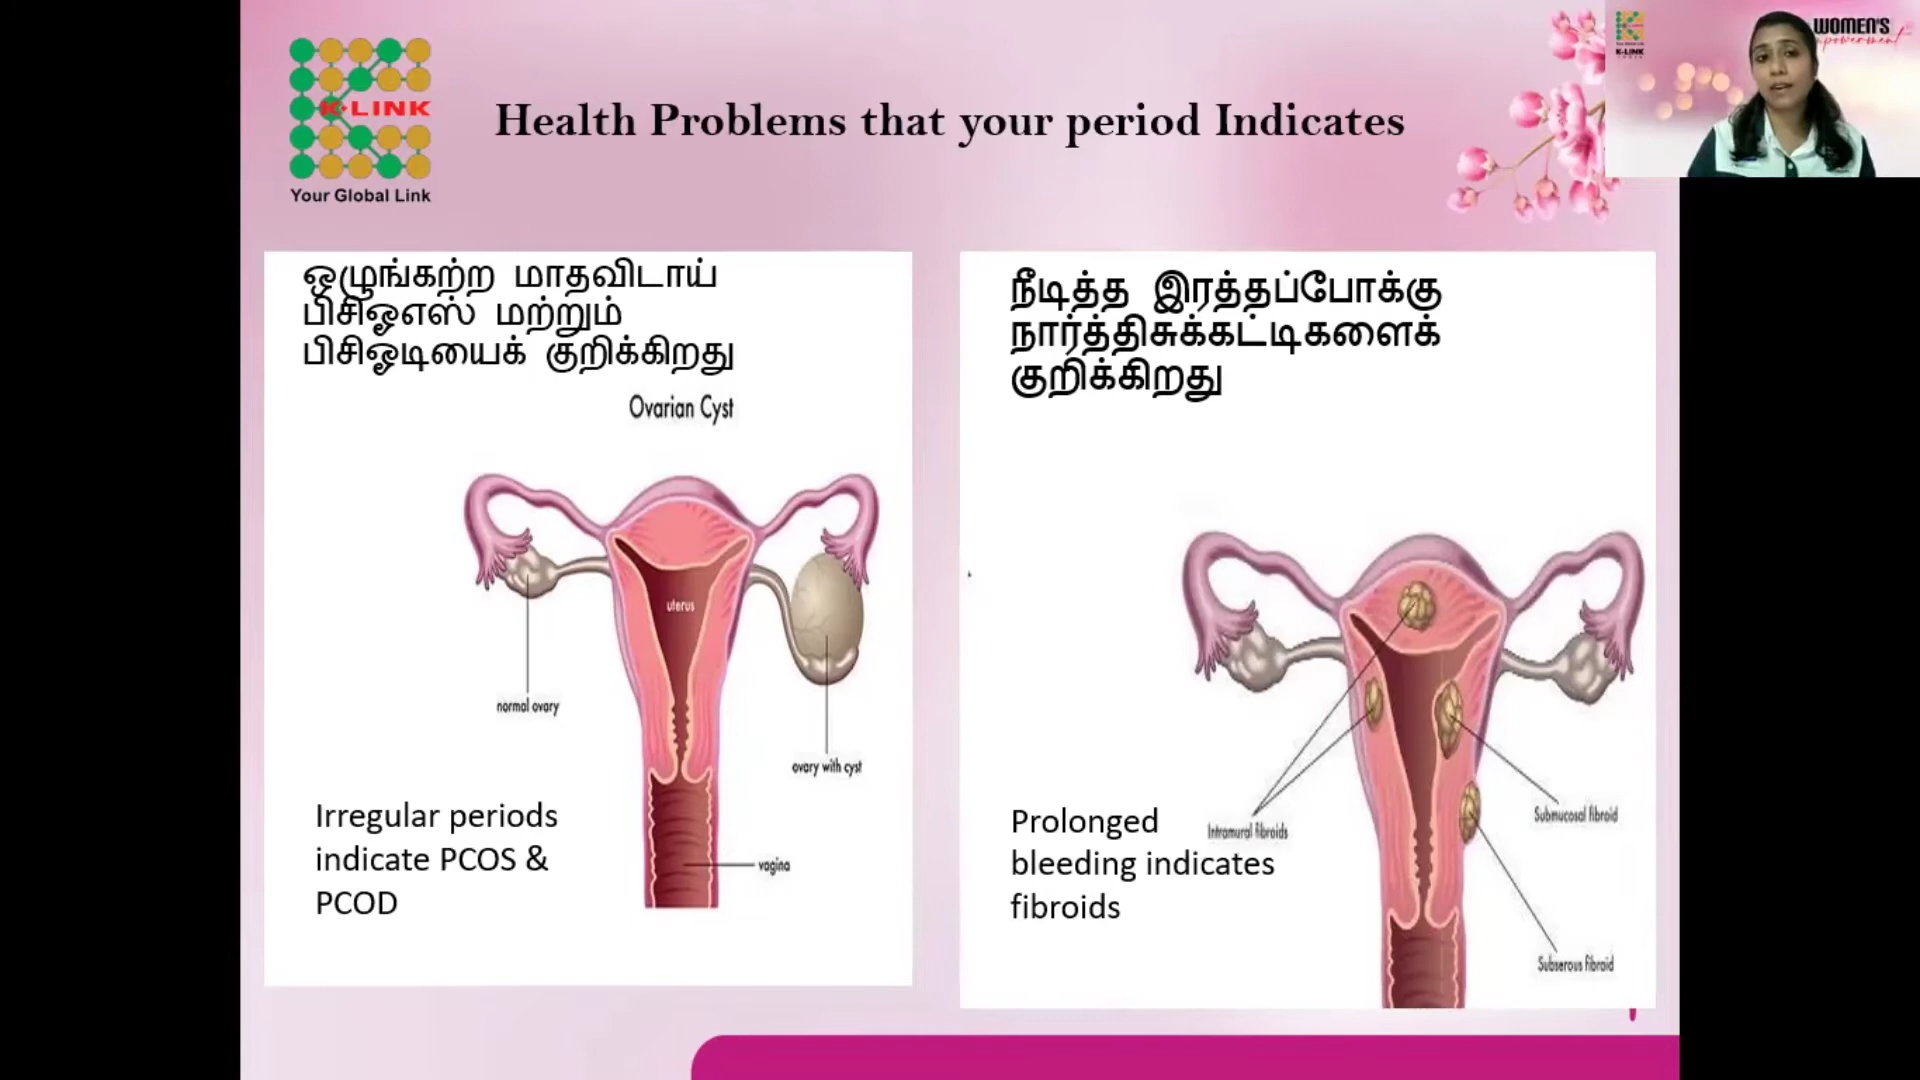 K-LINK
Your Global Link
Health Problems that your period Indicates
K-LINK
WOMEN'S
ஒழுங்கற்ற மாதவிடாய்
பிசிஓஎஸ் மற்றும்
பிசிஓடியைக் குறிக்கிறது
Ovarian Cyst
uterus
normal ovary
ovary with cyst
vagina
Irregular periods
indicate PCOS &
PCOD
நீடித்த இரத்தப்போக்கு
நார்த்திசுக்கட்டிகளைக்
குறிக்கிறது
Intramural fibroids
Submucosal fibroid
Subserous fibroid
Prolonged
bleeding indicates
fibroids